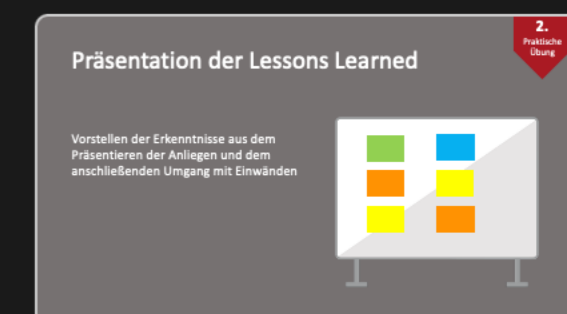 2.
Praktische
Übung
Präsentation der Lessons Learned
Vorstellen der Erkenntnisse aus dem
Präsentieren der Anliegen und dem
anschließenden Umgang mit Einwänden